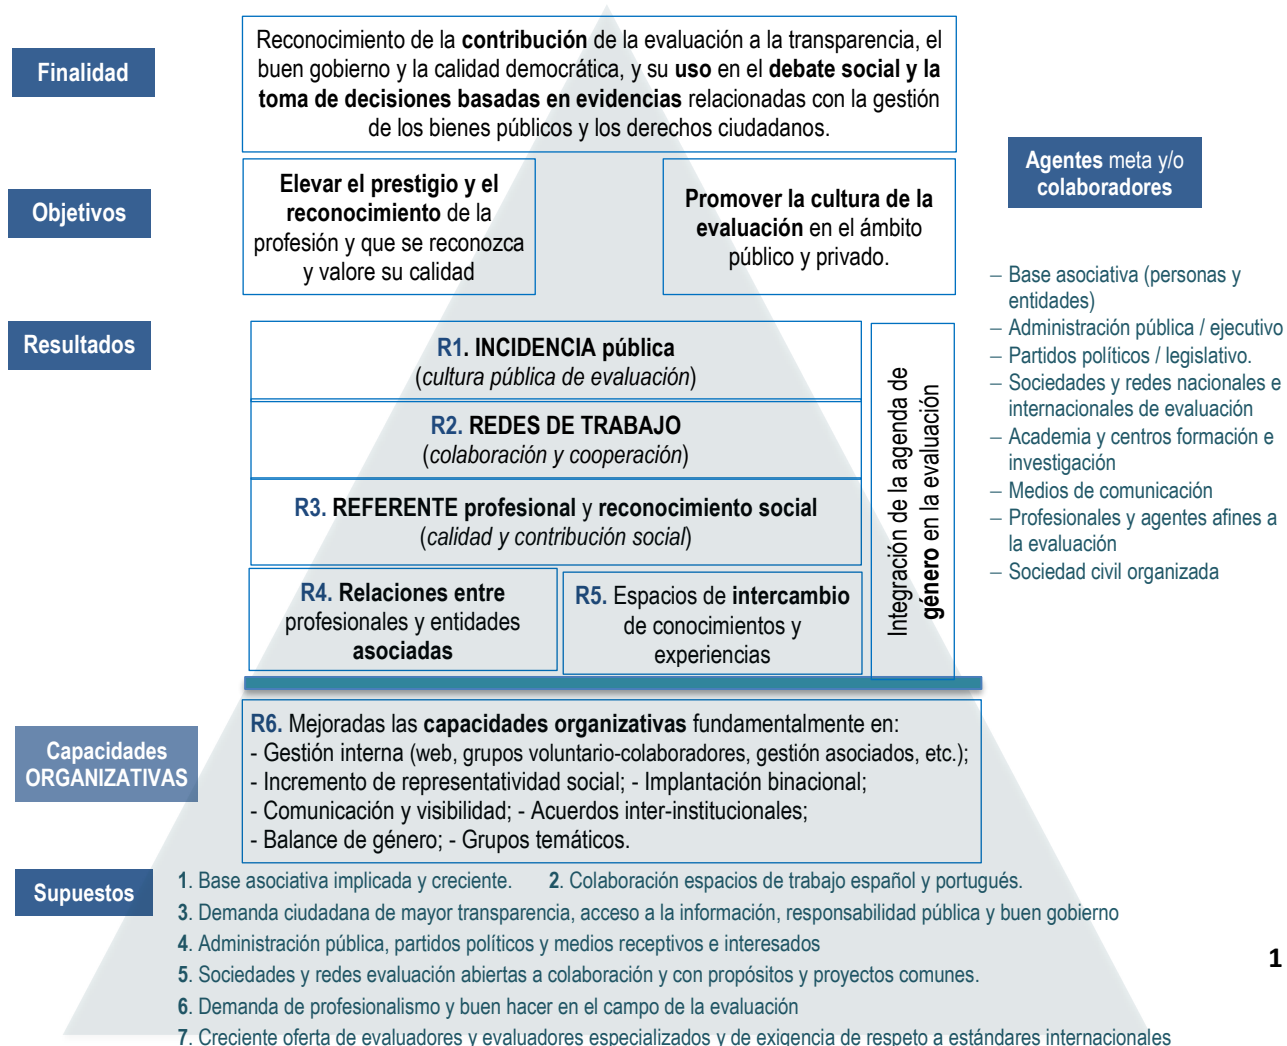 Finalidad
Reconocimiento de la contribución de la evaluación a la transparencia, el
buen gobierno y la calidad democrática, y su uso en el debate social y la
toma de decisiones basadas en evidencias relacionadas con la gestión
de los bienes públicos y los derechos ciudadanos.
Objetivos
Elevar el prestigio y el
reconocimiento de la
profesión y que se reconozca
y valore su calidad
Promover la cultura de la
evaluación en el ámbito
público y privado.
Resultados
R1. INCIDENCIA pública
(cultura pública de evaluación)
R2. REDES DE TRABAJO
(colaboración y cooperación)
R3. REFERENTE profesional y reconocimiento social
(calidad y contribución social)
R4. Relaciones entre
profesionales y entidades
asociadas
R5. Espacios de intercambio
de conocimientos y
experiencias
Integración de la agenda de
género en la evaluación
Agentes meta y/o
colaboradores
– Base asociativa (personas y
entidades)
– Administración pública / ejecutivo
– Partidos políticos / legislativo.
– Sociedades y redes nacionales e
internacionales de evaluación
– Academia y centros formación e
investigación
– Medios de comunicación
– Profesionales y agentes afines a
la evaluación
– Sociedad civil organizada
Capacidades
ORGANIZATIVAS
R6. Mejoradas las capacidades organizativas fundamentalmente en:
- Gestión interna (web, grupos voluntario-colaboradores, gestión asociados, etc.);
- Incremento de representatividad social; - Implantación binacional;
- Comunicación y visibilidad; - Acuerdos inter-institucionales;
- Balance de género; - Grupos temáticos.
Supuestos
1. Base asociativa implicada y creciente. 2. Colaboración espacios de trabajo español y portugués.
3. Demanda ciudadana de mayor transparencia, acceso a la información, responsabilidad pública y buen gobierno
4. Administración pública, partidos políticos y medios receptivos e interesados
5. Sociedades y redes evaluación abiertas a colaboración y con propósitos y proyectos comunes.
6. Demanda de profesionalismo y buen hacer en el campo de la evaluación
7. Creciente oferta de evaluadores y evaluadores especializados y de exigencia de respeto a estándares internacionales
1